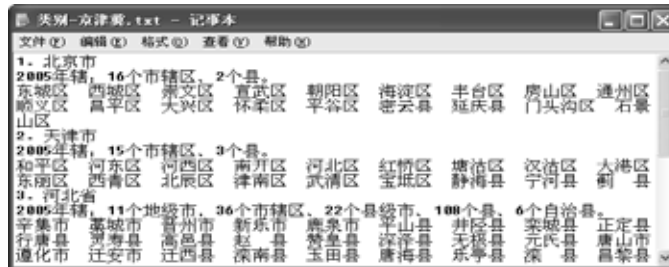 类别-京津冀.txt - 记事本
文件(F) 编辑(E) 格式(O) 查看(V) 帮助(H)
1. 北京市
2005年辖, 16个市辖区、2个县。
东城区 西城区 崇文区 宣武区 朝阳区 海淀区 丰台区 房山区 通州区
顺义区 昌平区 大兴区 怀柔区 平谷区 密云县 延庆县 门头沟区 石景
山区
2. 天津市
2005年辖, 15个市辖区、3个县。
和平区 河东区 河西区 南开区 河北区 红桥区 塘沽区 汉沽区 大港区
东丽区 西青区 北辰区 津南区 武清区 宝坻区 静海县 宁河县 蓟 县
3. 河北省
2005年辖, 11个地级市、36个市辖区、22个县级市、108个县、6个自治县。
辛集市 藁城市 晋州市 新乐市 鹿泉市 平山县 井陉县 栾城县 正定县
行唐县 灵寿县 高邑县 赵 县 赞皇县 深泽县 无极县 元氏县 唐山市
遵化市 迁安市 迁西县 滦南县 玉田县 唐海县 乐亭县 滦 县 昌黎县